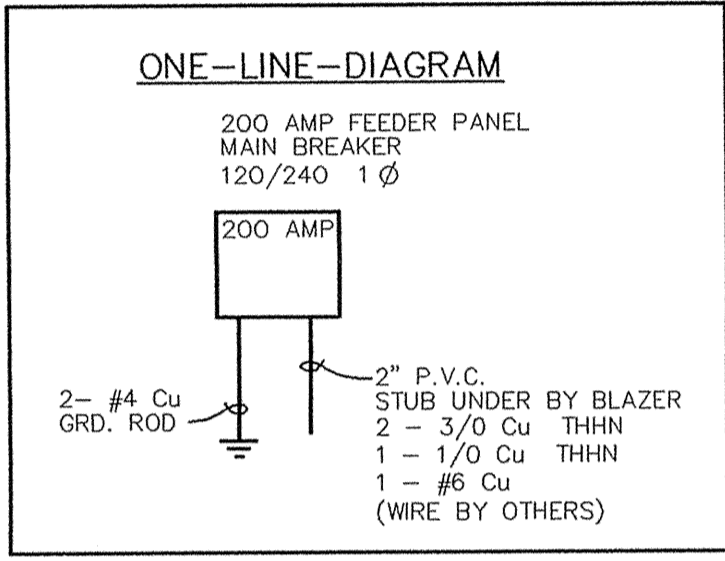 ONE-LINE-DIAGRAM
200 AMP FEEDER PANEL
MAIN BREAKER
120/240 1 Ø
200 AMP
2- #4 Cu
GRD. ROD
2" P.V.C.
STUB UNDER BY BLAZER
2 - 3/0 Cu THHN
1 - 1/0 Cu THHN
1 - #6 Cu
(WIRE BY OTHERS)